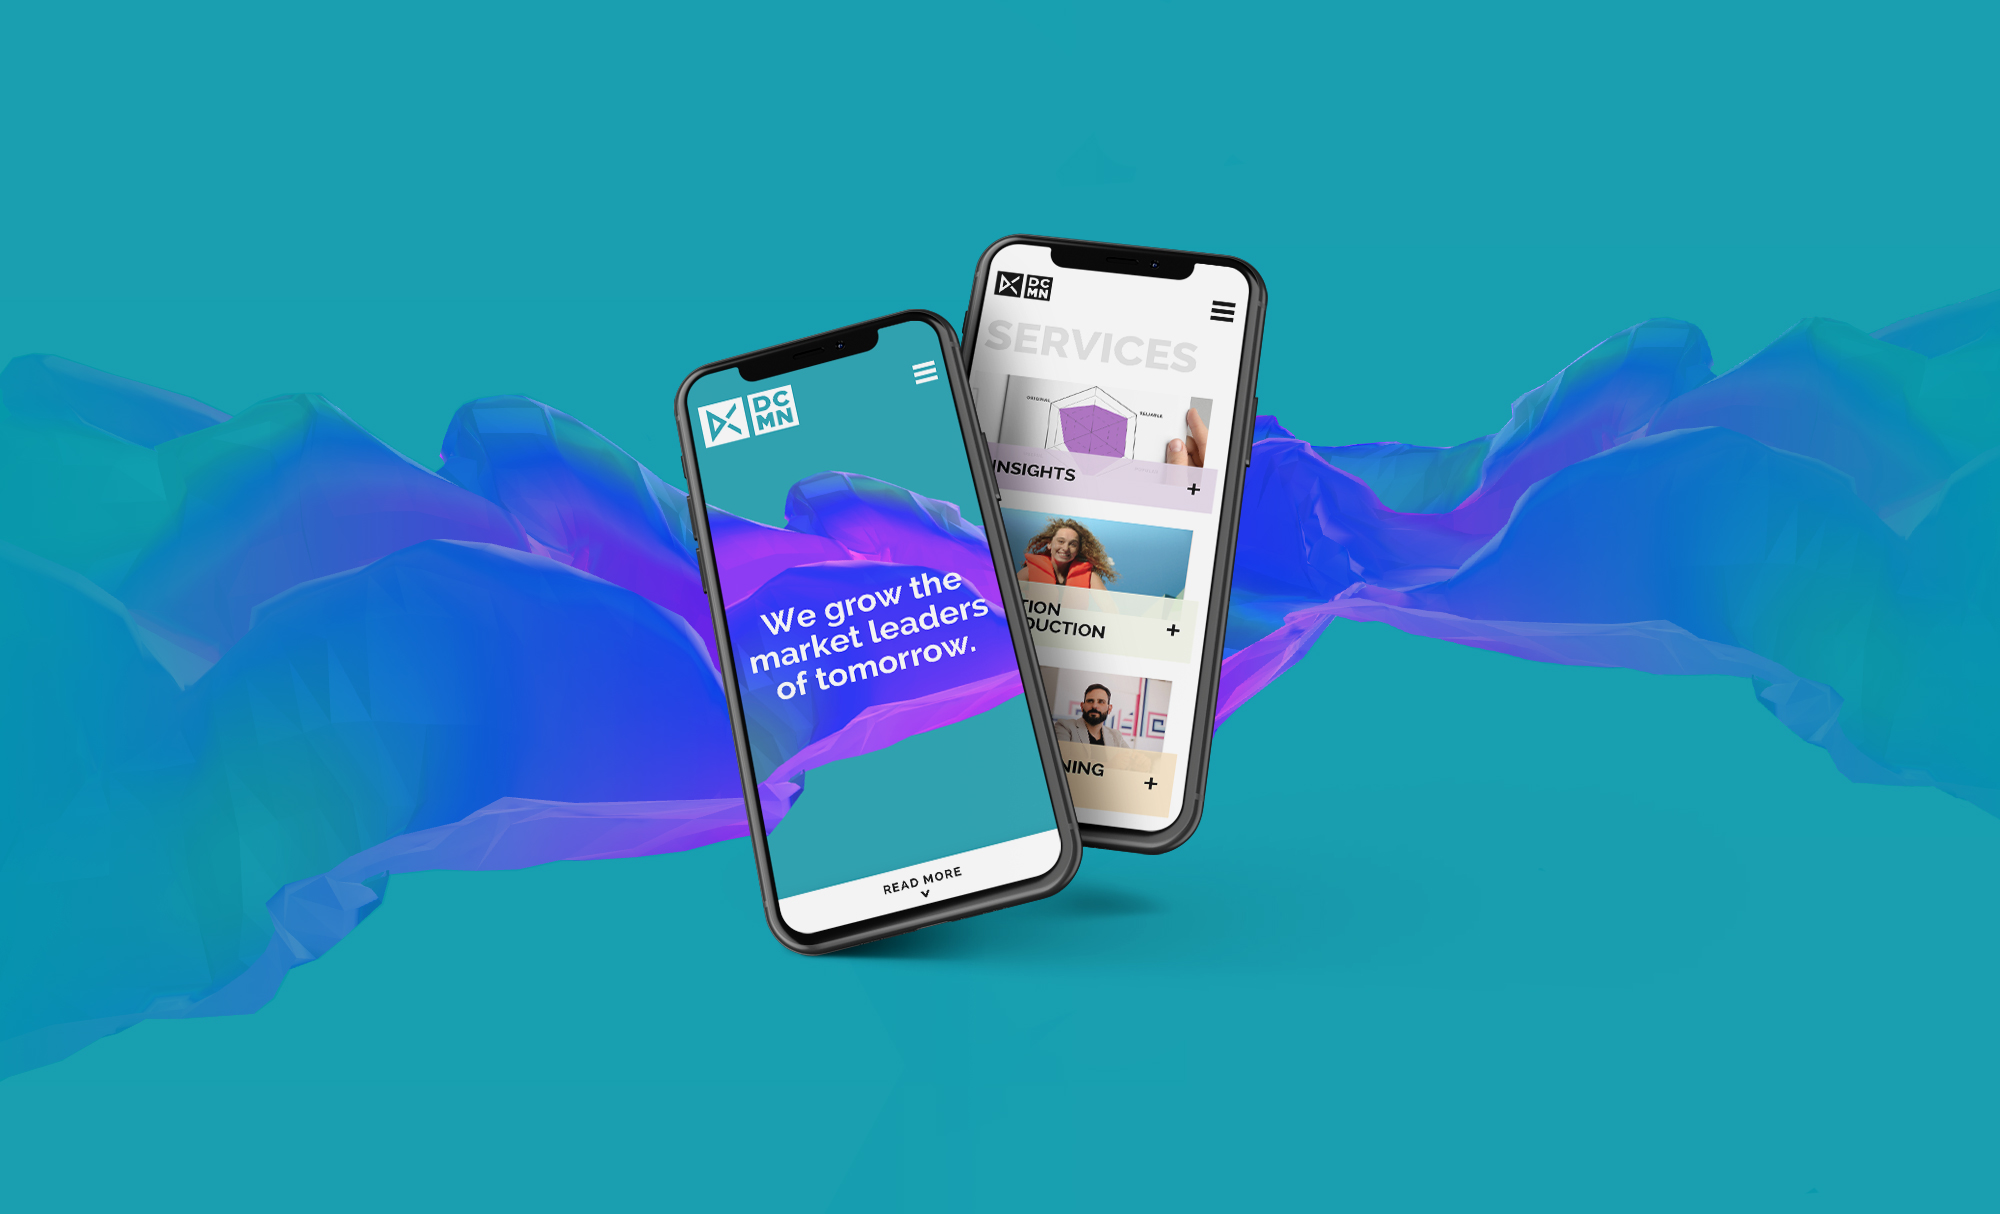 DC
MN
We grow the
market leaders
of tomorrow.
READ MORE
DC
MN
SERVICES
ORIGINAL
RELIABLE
INSIGHTS
+
TION
DUCTION
+
NING
+